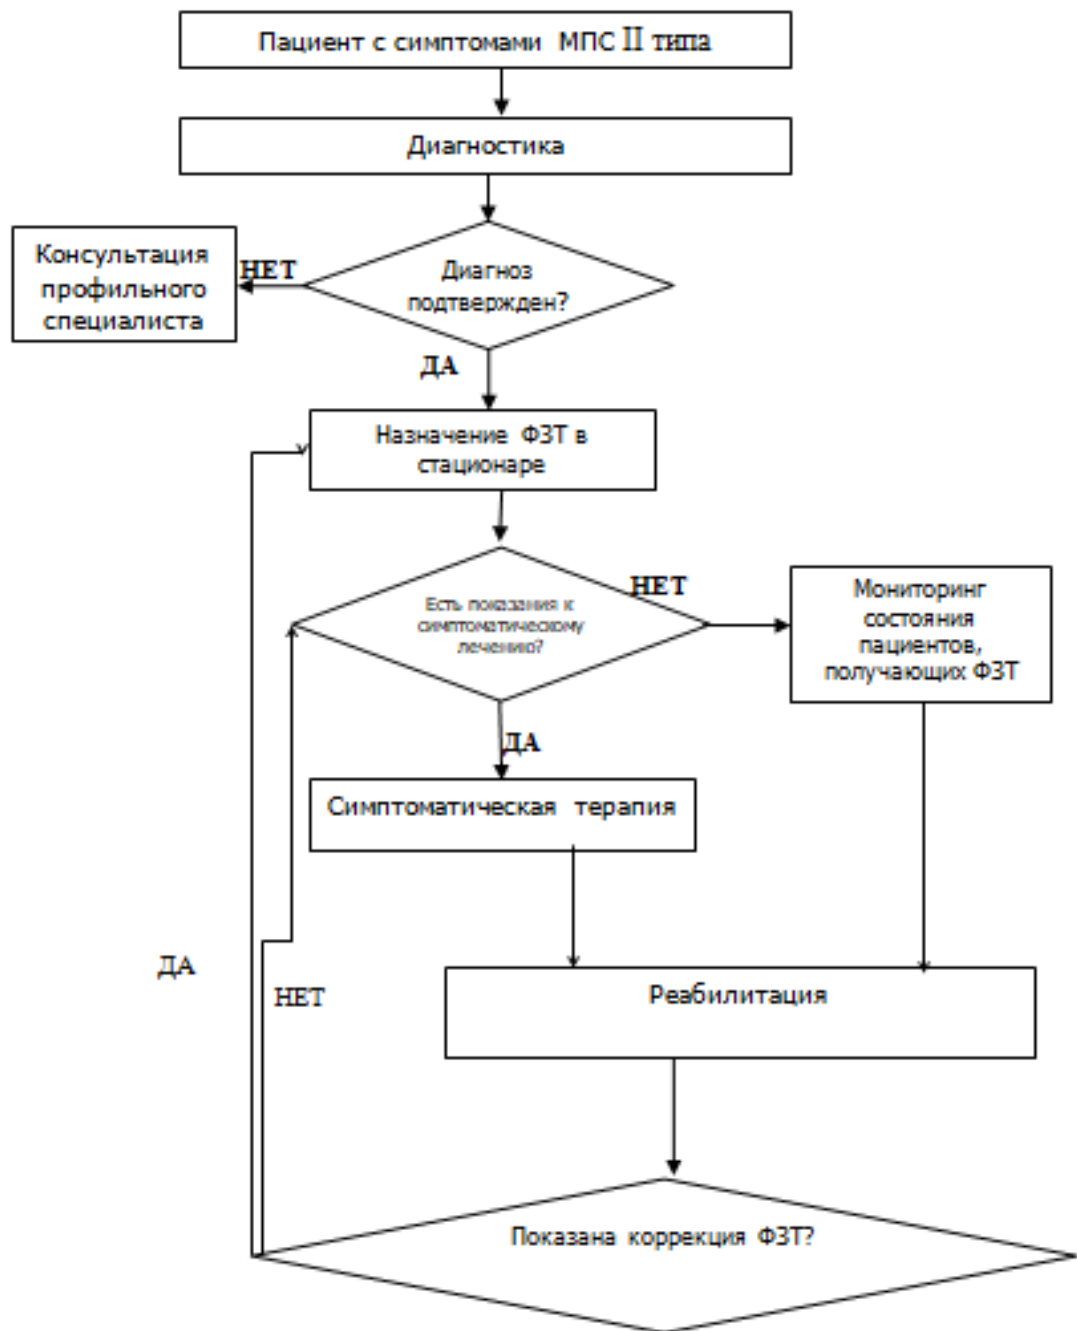 Пациент с симптомами МПС II типа
Диагностика
Консультация
профильного
специалиста
НЕТ
Диагноз
подтвержден?
ДА
Назначение ФЗТ в
стационаре
Есть показания к
симптоматическому
лечению?
НЕТ
Мониторинг
состояния
пациентов,
получающих ФЗТ
ДА
Симптоматическая терапия
ДА
НЕТ
Реабилитация
Показана коррекция ФЗТ?